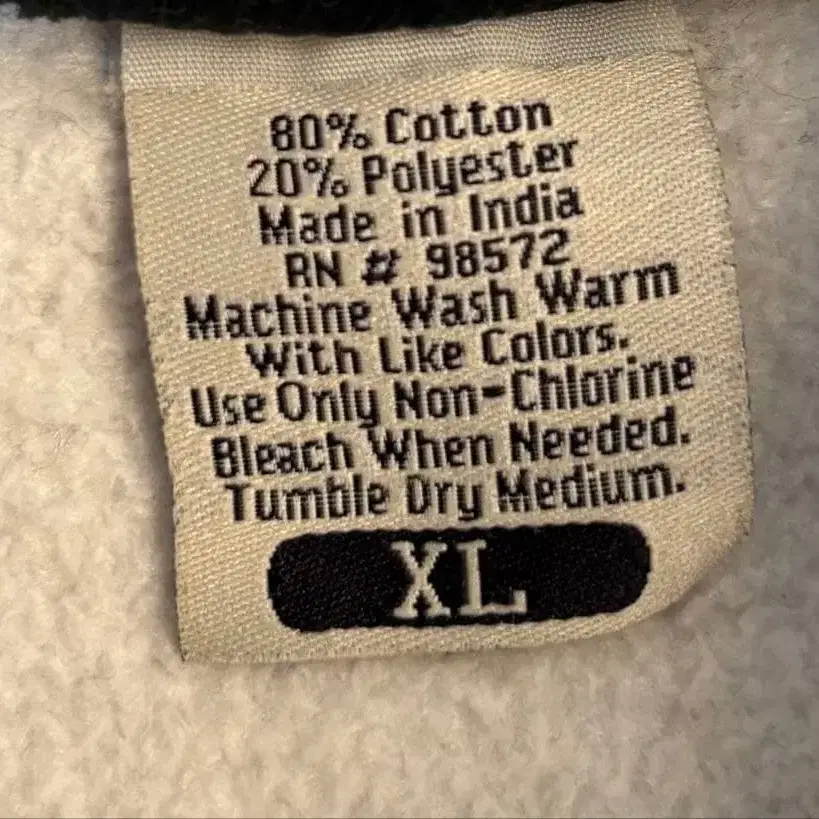 80% Cotton
20% Polyester
Made in India
RN # 98572
Machine Wash Warm
With Like Colors.
Use Only Non-Chlorine
Bleach When Needed.
Tumble Dry Medium.
XL